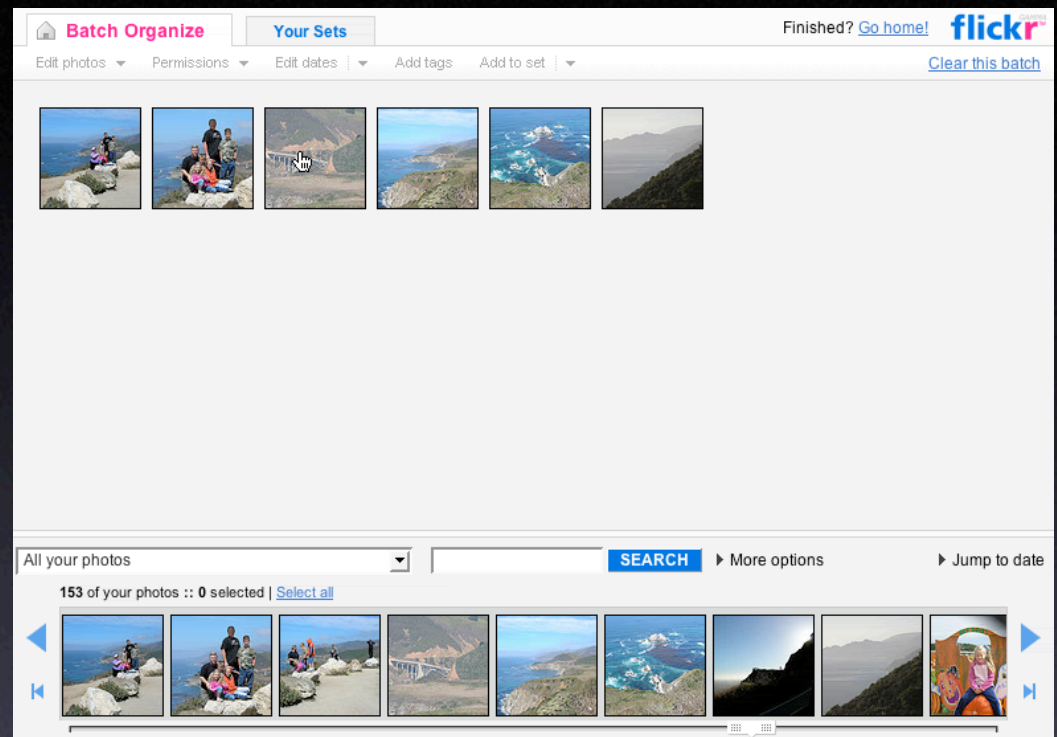 Batch Organize
Your Sets
Finished? Go home!
flickr
GAMMA
Edit photos
Permissions
Edit dates
Add tags
Add to set
Clear this batch
All your photos
SEARCH
More options
Jump to date
153 of your photos :: 0 selected | Select all